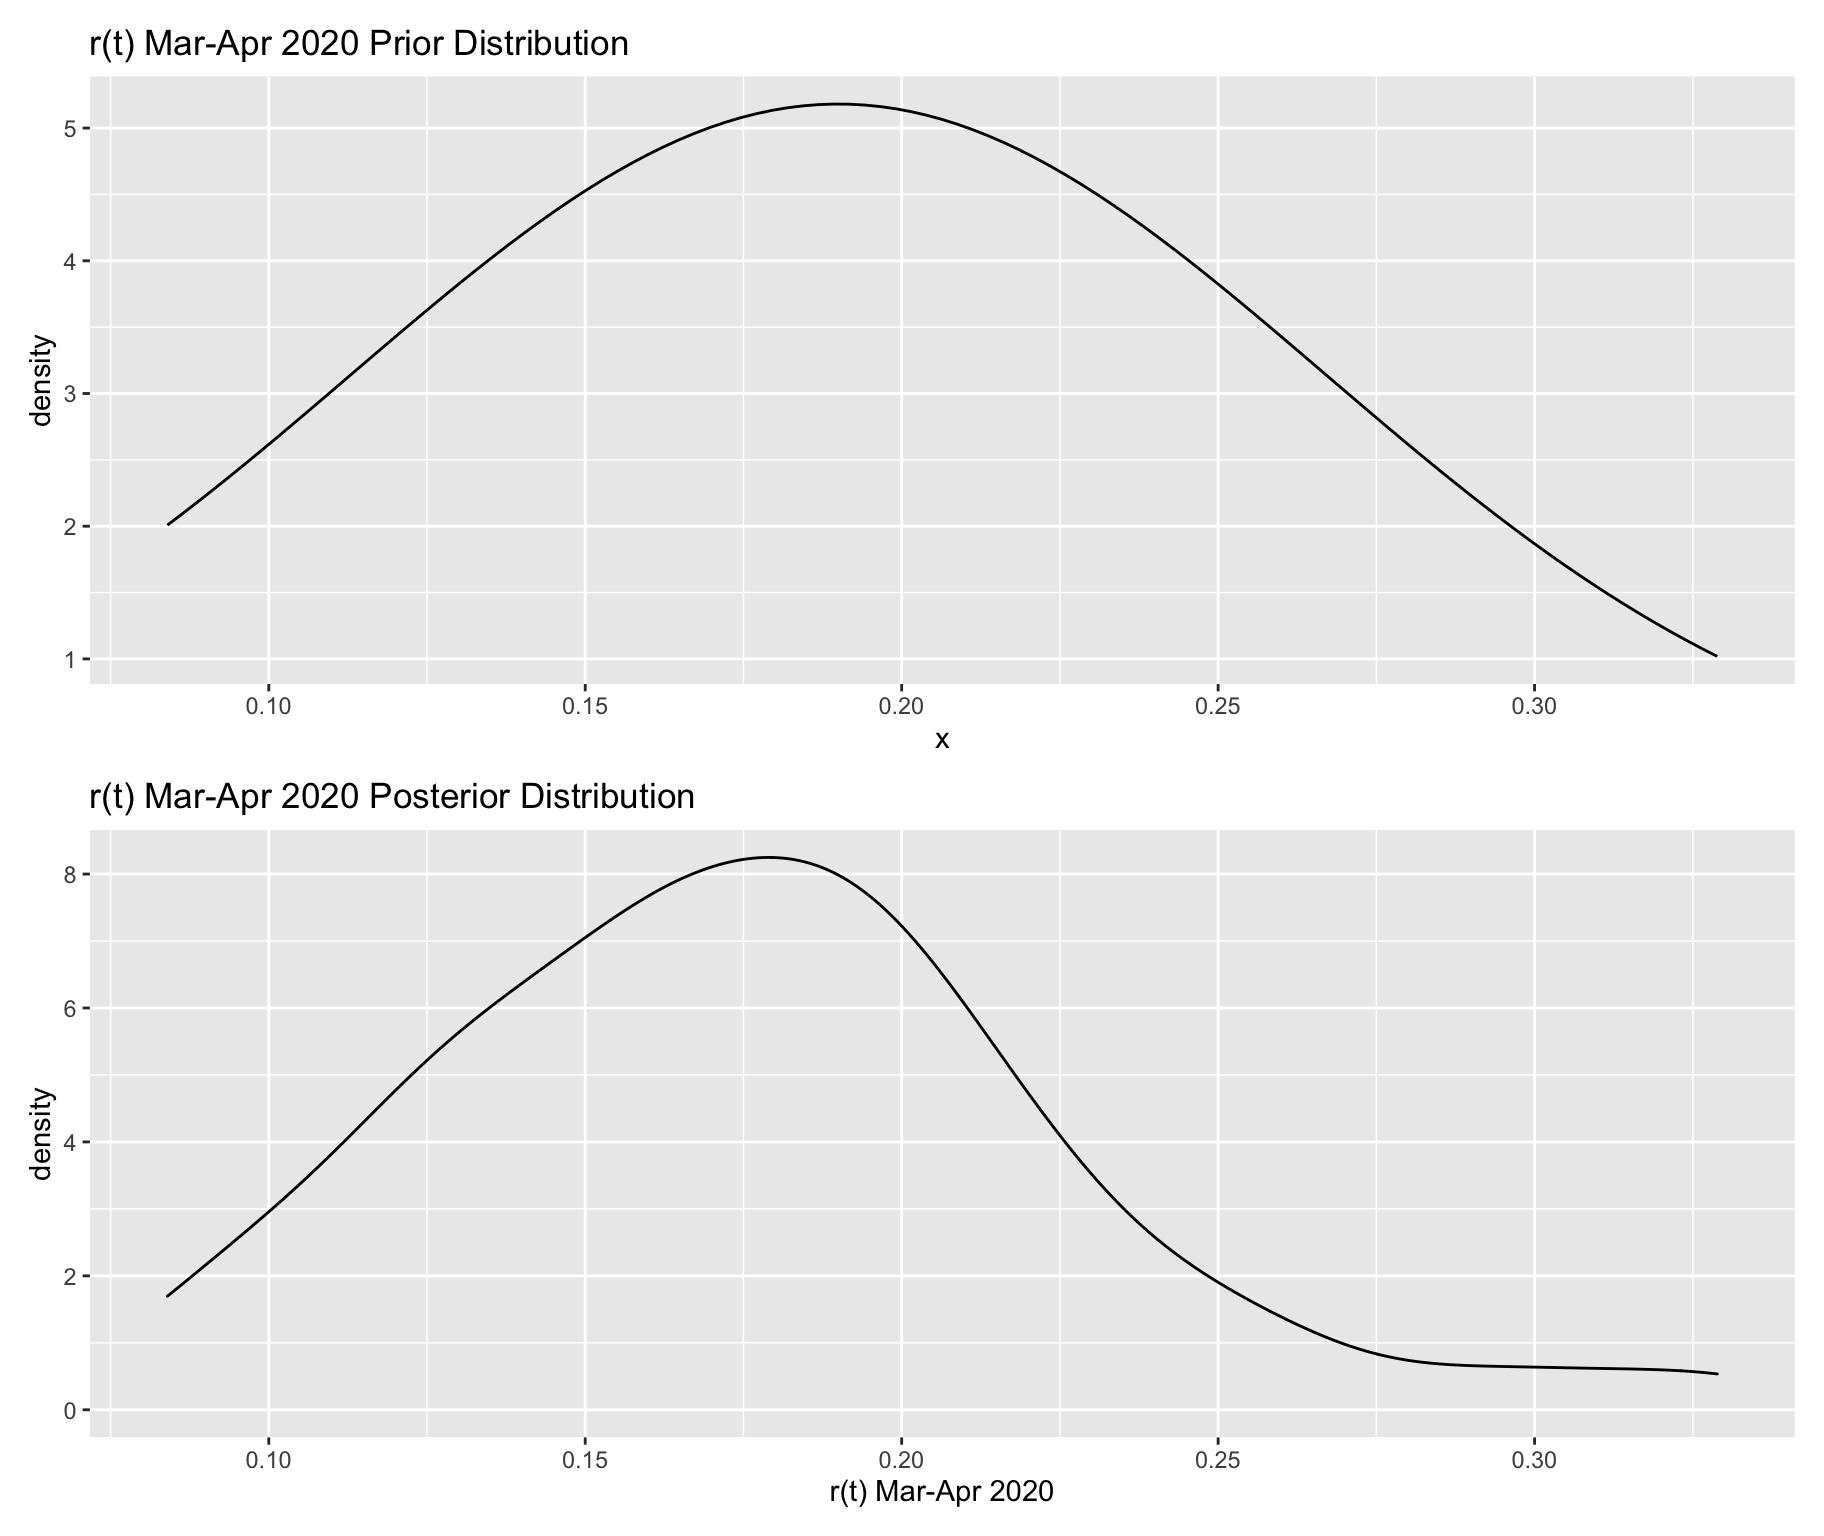 r(t) Mar-Apr 2020 Prior Distribution
5
4
3
2
1
density
0.10 0.15 0.20 0.25 0.30
x
r(t) Mar-Apr 2020 Posterior Distribution
8
6
4
2
0
density
0.10 0.15 0.20 0.25 0.30
r(t) Mar-Apr 2020